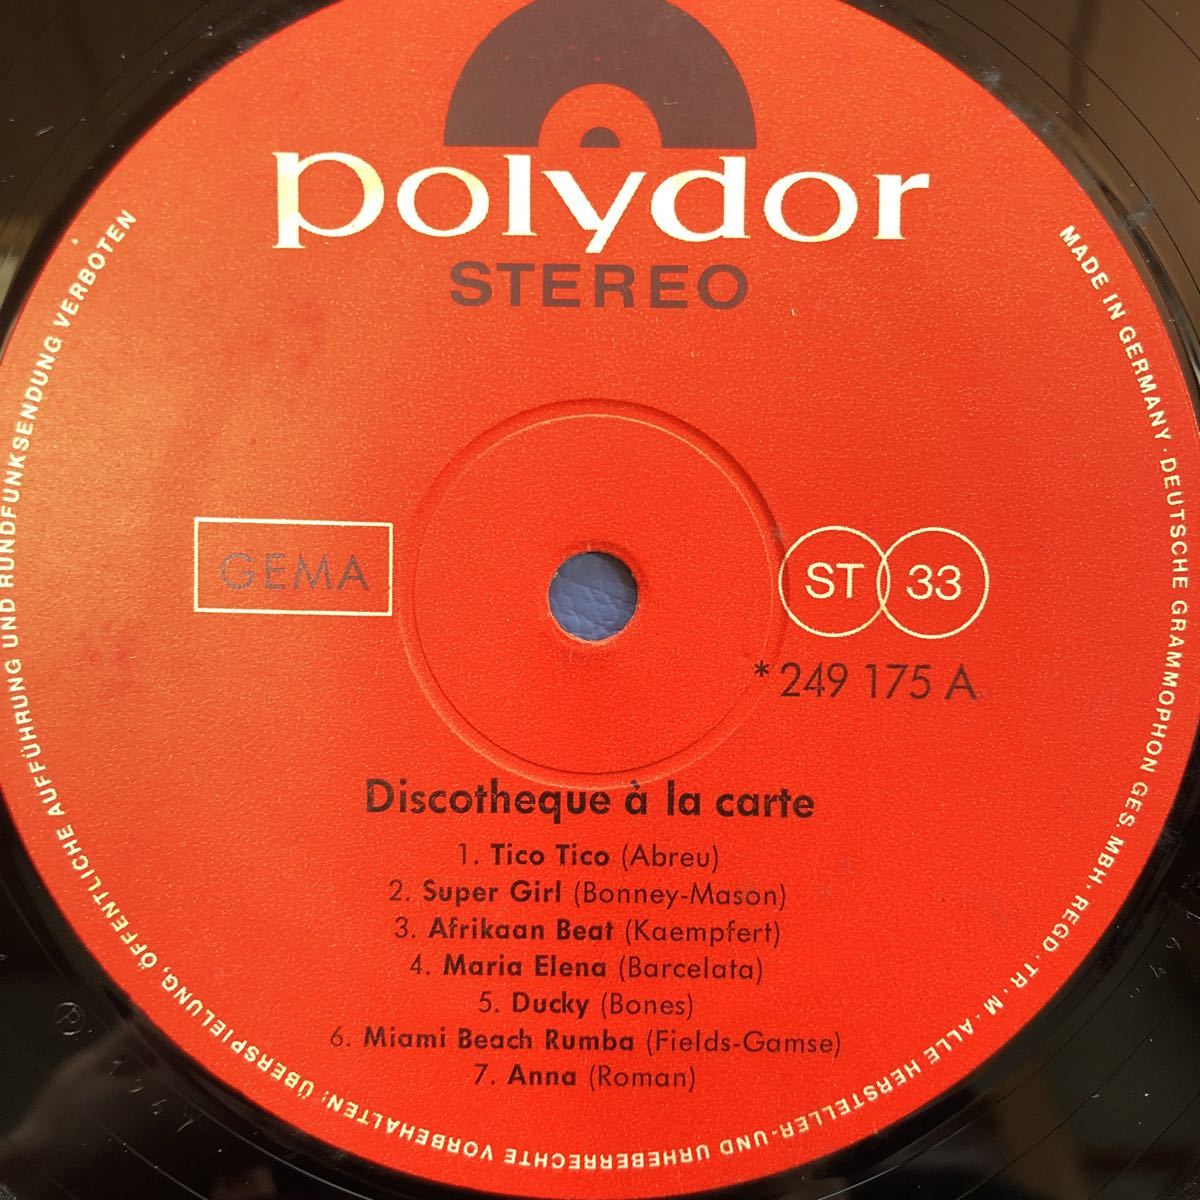 polydor
STEREO
GEMA
ST 33
* 249 175 A
Discotheque à la carte
1. Tico Tico (Abreu)
2. Super Girl (Bonney-Mason)
3. Afrikaan Beat (Kaempfert)
4. Maria Elena (Barcelata)
5. Ducky (Bones)
6. Miami Beach Rumba (Fields-Gamse)
7. Anna (Roman)
MADE IN GERMANY · DEUTSCHE GRAMMOPHON GES. MBH · REGD · TR · M · ALLE HERSTELLER-UND URHEBERRECHTE VORBEHALTEN; ÜBERSPIELUNG, ÖFFENTLICHE AUFFÜHRUNG UND RUNDFUNKSENDUNG VERBOTEN